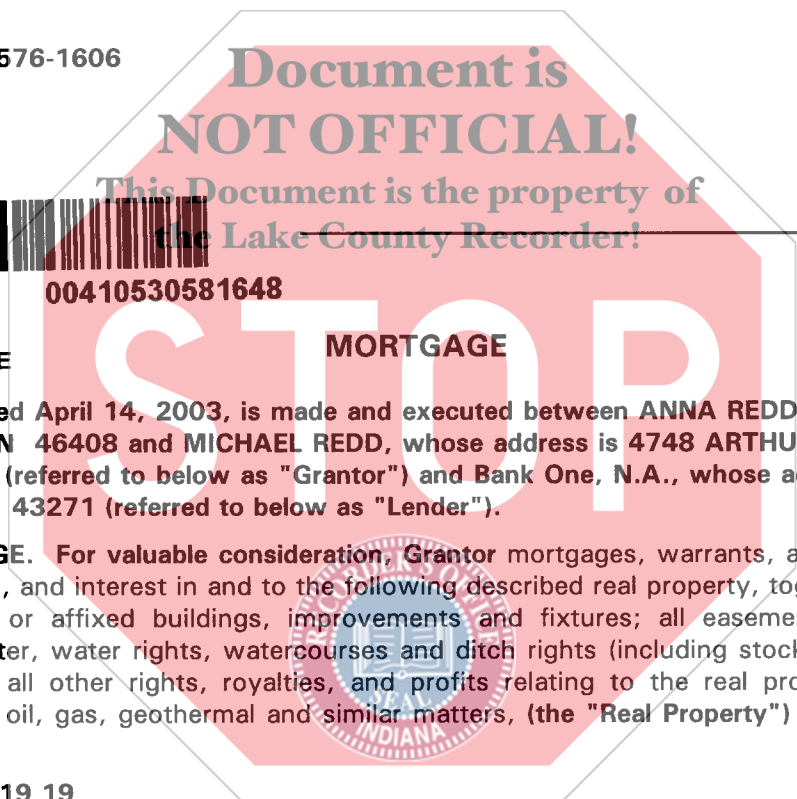 576-1606
Document is
NOT OFFICIAL!
This Document is the property of
the Lake County Recorder!
00410530581648
STOP
MORTGAGE
E
ed April 14, 2003, is made and executed between ANNA REDD
N 46408 and MICHAEL REDD, whose address is 4748 ARTHU
(referred to below as "Grantor") and Bank One, N.A., whose a
43271 (referred to below as "Lender").
GE. For valuable consideration, Grantor mortgages, warrants, a
, and interest in and to the following described real property, tog
or affixed buildings, improvements and fixtures; all easeme
ter, water rights, watercourses and ditch rights (including stock
all other rights, royalties, and profits relating to the real pro
oil, gas, geothermal and similar matters, (the "Real Property")
RECORDER'S OFFICE
SEAL
INDIANA
19 19